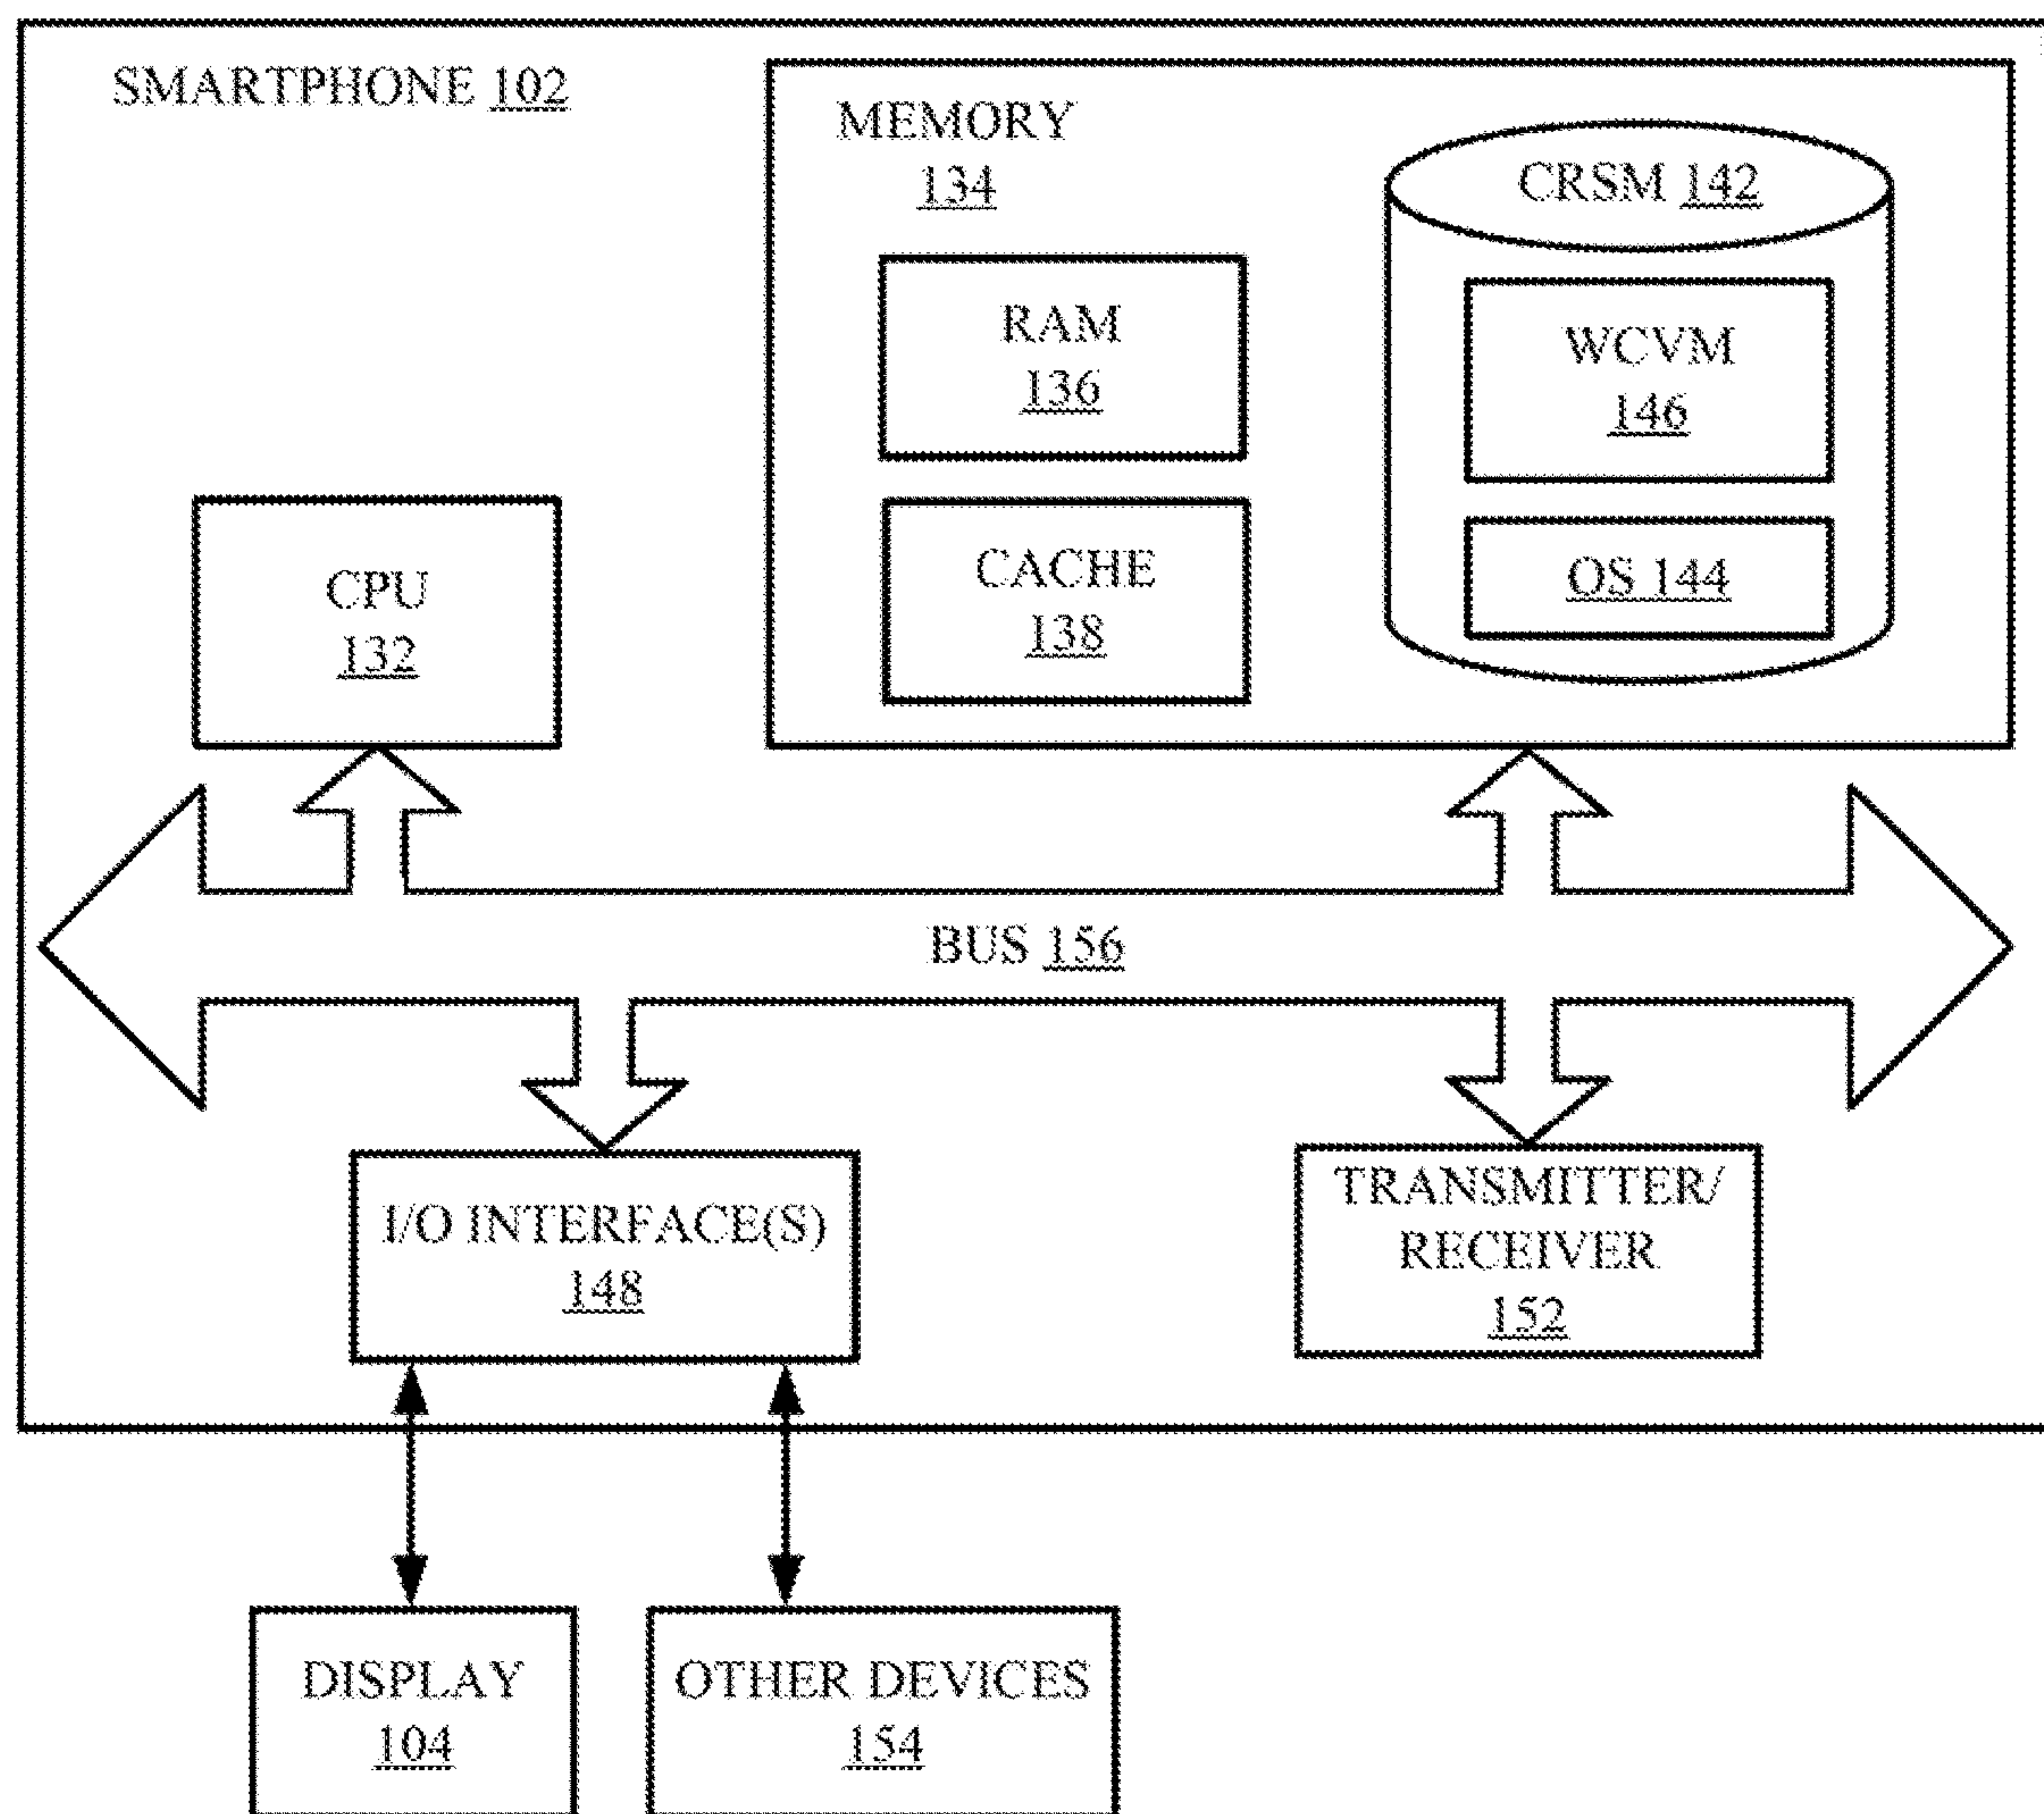 SMARTPHONE 102
MEMORY
134
CRSM 142
RAM
136
WCVM
146
CACHE
138
OS 144
CPU
132
BUS 156
I/O INTERFACE(S)
148
TRANSMITTER/
RECEIVER
152
DISPLAY
104
OTHER DEVICES
154